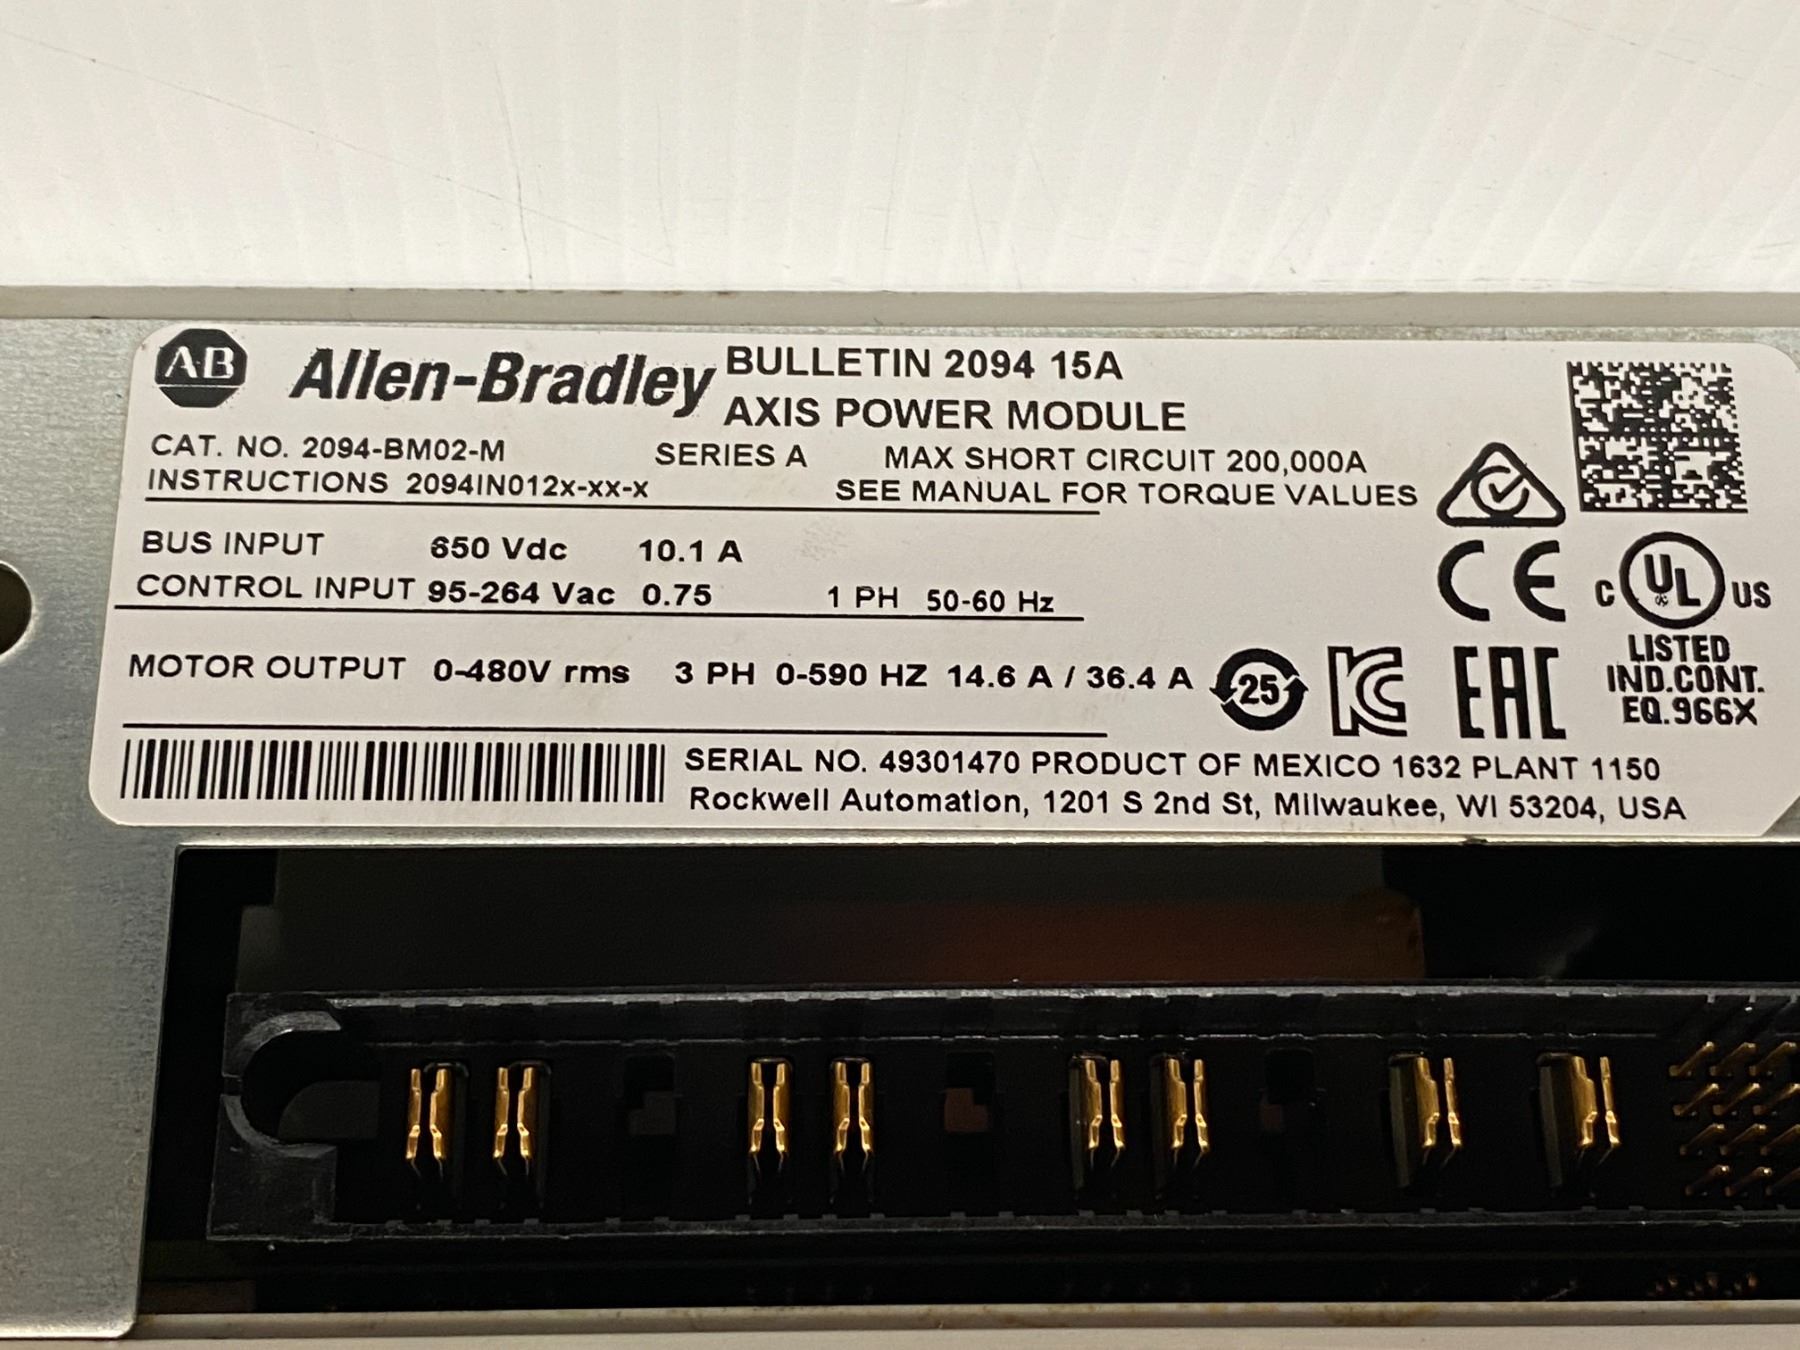 AB Allen-Bradley BULLETIN 2094 15A
AXIS POWER MODULE
CAT. NO. 2094-BM02-M SERIES A MAX SHORT CIRCUIT 200,000A
INSTRUCTIONS 2094IN012x-xx-x SEE MANUAL FOR TORQUE VALUES
BUS INPUT 650 Vdc 10.1 A
CONTROL INPUT 95-264 Vac 0.75 1 PH 50-60 Hz
MOTOR OUTPUT 0-480V rms 3 PH 0-590 HZ 14.6 A / 36.4 A
CE
C UL US
LISTED
IND.CONT.
EQ.966X
25
KC
EAC
SERIAL NO. 49301470 PRODUCT OF MEXICO 1632 PLANT 1150
Rockwell Automation, 1201 S 2nd St, Milwaukee, WI 53204, USA